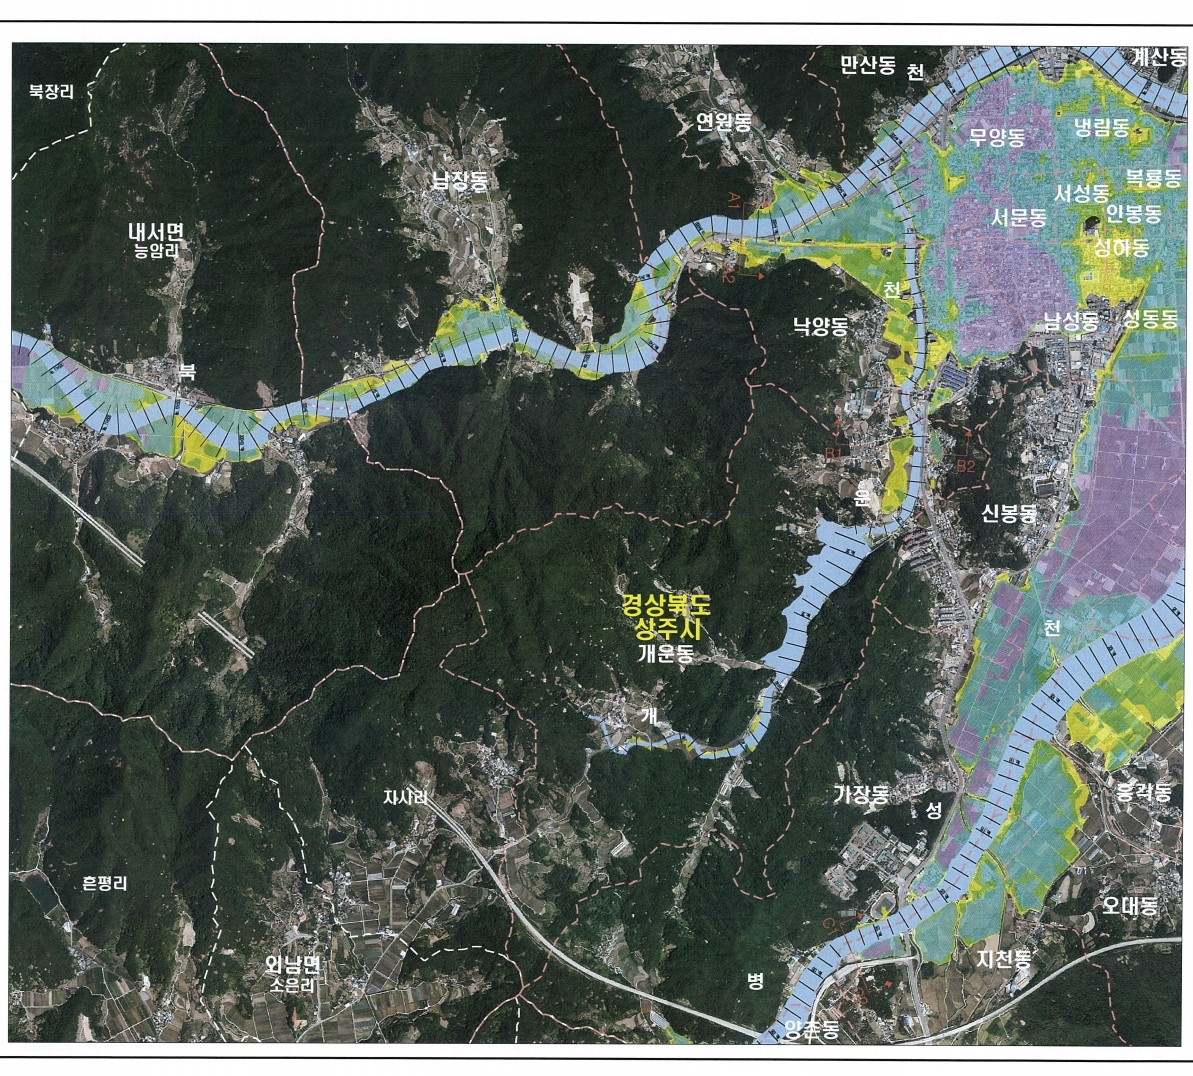 만산동
천
계산동
북장리
연원동
무양동
냉림동
남장동
복룡동
서성동
인봉동
서문동
내서면
능암리
성하동
A1
A2
천
낙양동
남성동
성동동
북
B1
B2
은
신봉동
경상북도
상주시
개운동
천
개
자사리
가장동
성
흥각동
흔평리
오대동
외남면
소은리
지천동
병
양촌동